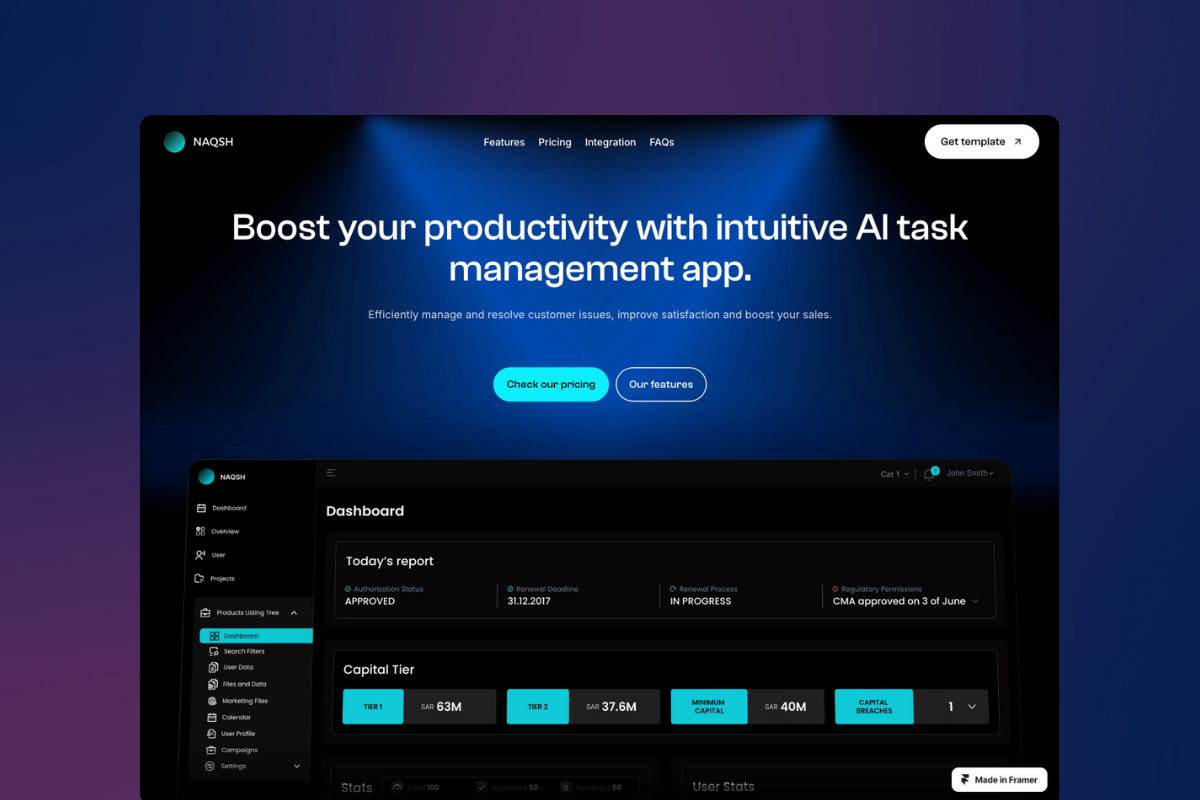 NAQSH
Features Pricing Integration FAQs
Get template
Boost your productivity with intuitive AI task
management app.
Efficiently manage and resolve customer issues, improve satisfaction and boost your sales.
Check our pricing
Our features
NAQSH
Cat 1
John Smith
Dashboard
Overview
User
Projects
Products Listing Tree
Dashboard
Search Filters
User Data
Files and Data
Marketing Files
Calendar
User Profile
Campaigns
Settings
Dashboard
Today's report
Authorization Status
APPROVED
Renewal Deadline
31.12.2017
Renewal Process
IN PROGRESS
Regulatory Permissions
CMA approved on 3 of June
Capital Tier
TIER 1
SAR 63M
TIER 2
SAR 37.6M
MINIMUM
CAPITAL
SAR 40M
CAPITAL
BREACHES
1
Stats
Total 100
Approved 50
Pending's 50
User Stats
Made in Framer